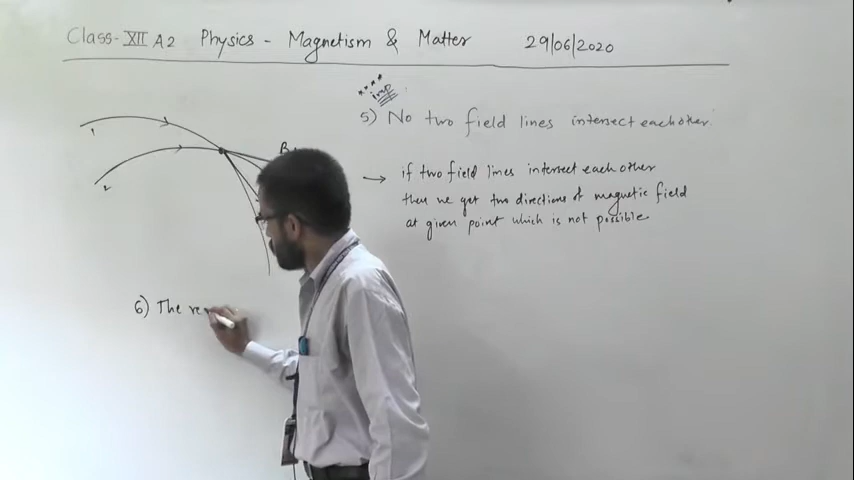 Class-XII A2 Physics - Magnetism & Matter 29/06/2020
**** imp
5) No two field lines intersect each other.
1
2
B
→ if two field lines intersect each other
then we get two directions of magnetic field
at given point which is not possible.
6) The re